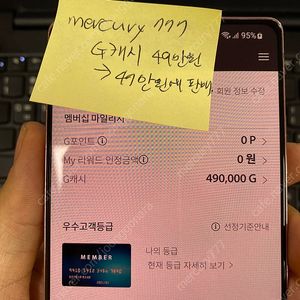 mercury 777
G캐시 49만원
→ 47만원에 판매
95%
회원 정보 수정
멤버십 마일리지
G포인트 0 P
My 리워드 인정금액 0 원
G캐시 490,000 G
우수고객등급 선정기준안내
MEMBER
나의 등급
현재 등급 자세히 보기 >